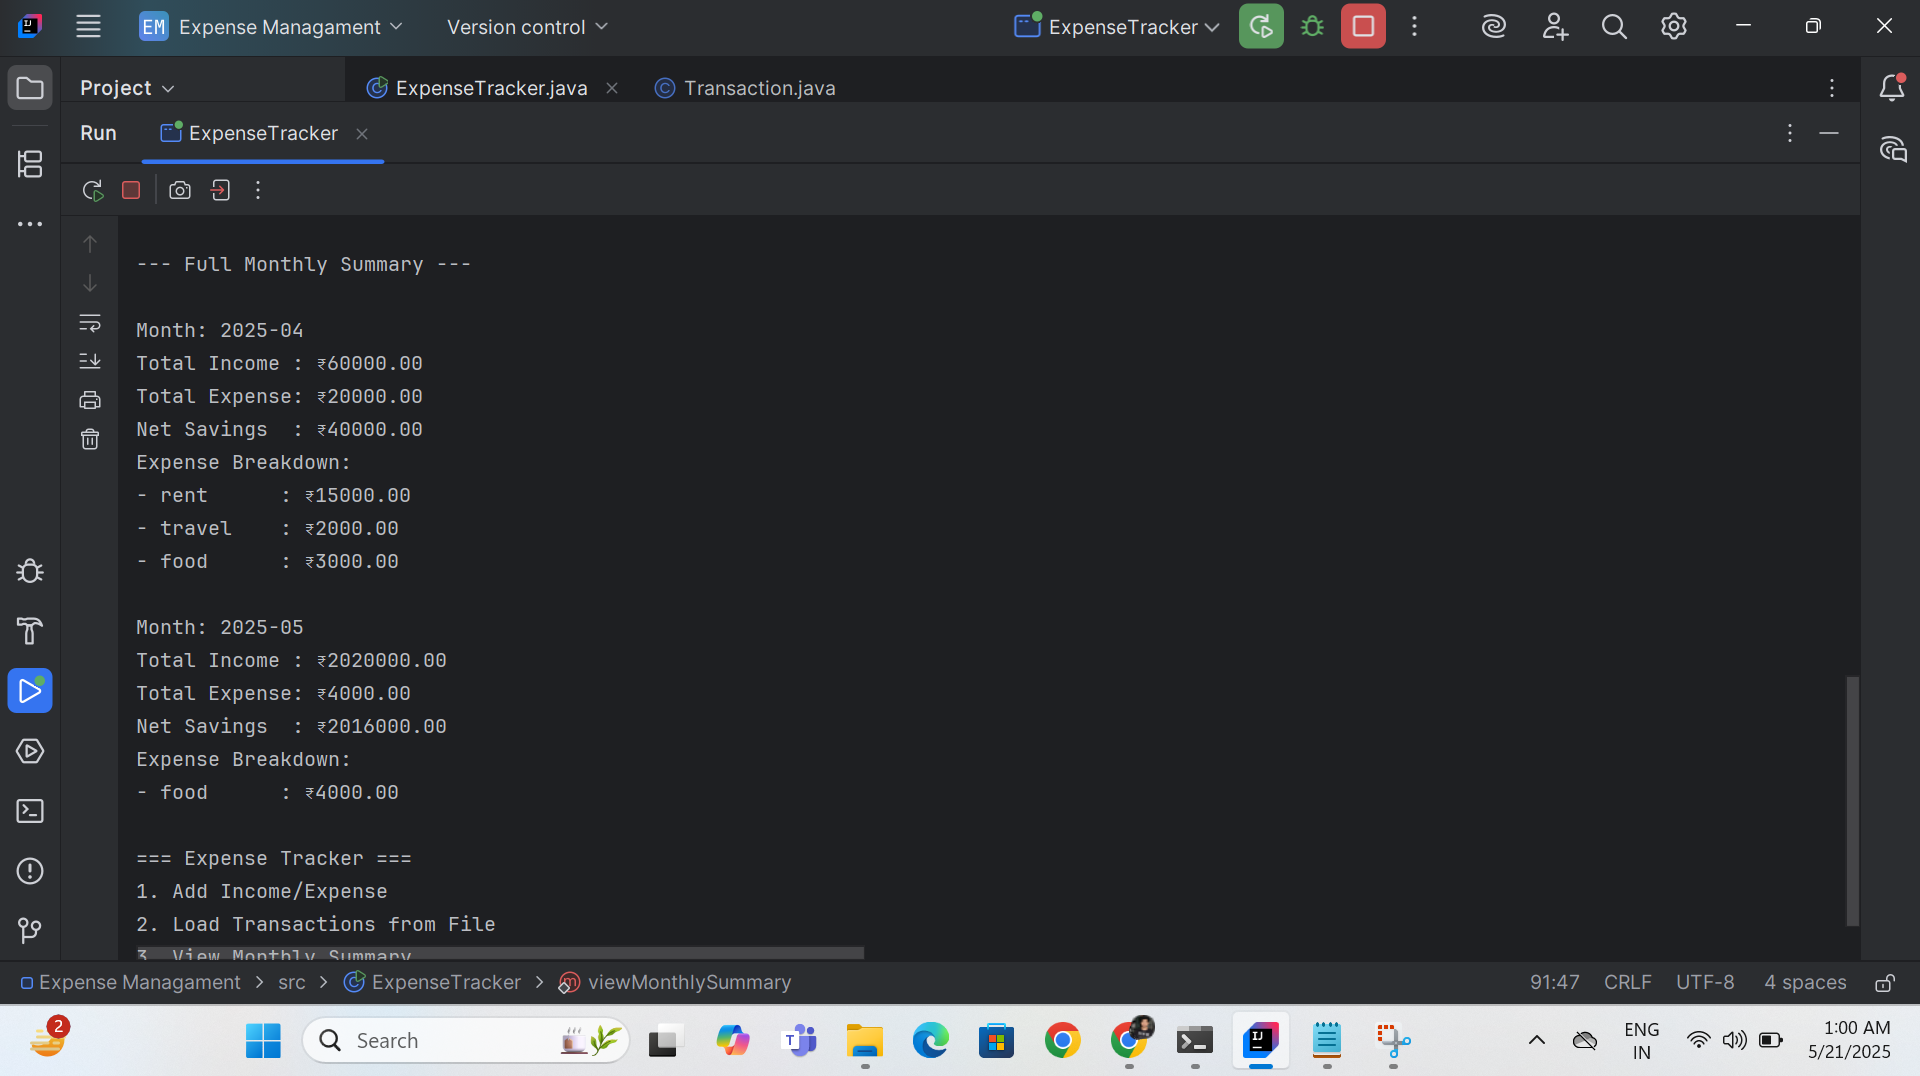 EM Expense Managament Version control ExpenseTracker
Project ExpenseTracker.java Transaction.java
Run ExpenseTracker
--- Full Monthly Summary ---
Month: 2025-04
Total Income : ₹60000.00
Total Expense: ₹20000.00
Net Savings  : ₹40000.00
Expense Breakdown:
- rent      : ₹15000.00
- travel    : ₹2000.00
- food      : ₹3000.00
Month: 2025-05
Total Income : ₹2020000.00
Total Expense: ₹4000.00
Net Savings  : ₹2016000.00
Expense Breakdown:
- food      : ₹4000.00
=== Expense Tracker ===
1. Add Income/Expense
2. Load Transactions from File
3. View Monthly Summary
Expense Managament > src > ExpenseTracker > viewMonthlySummary 91:47 CRLF UTF-8 4 spaces
2 Search ENG 1:00 AM
IN 5/21/2025